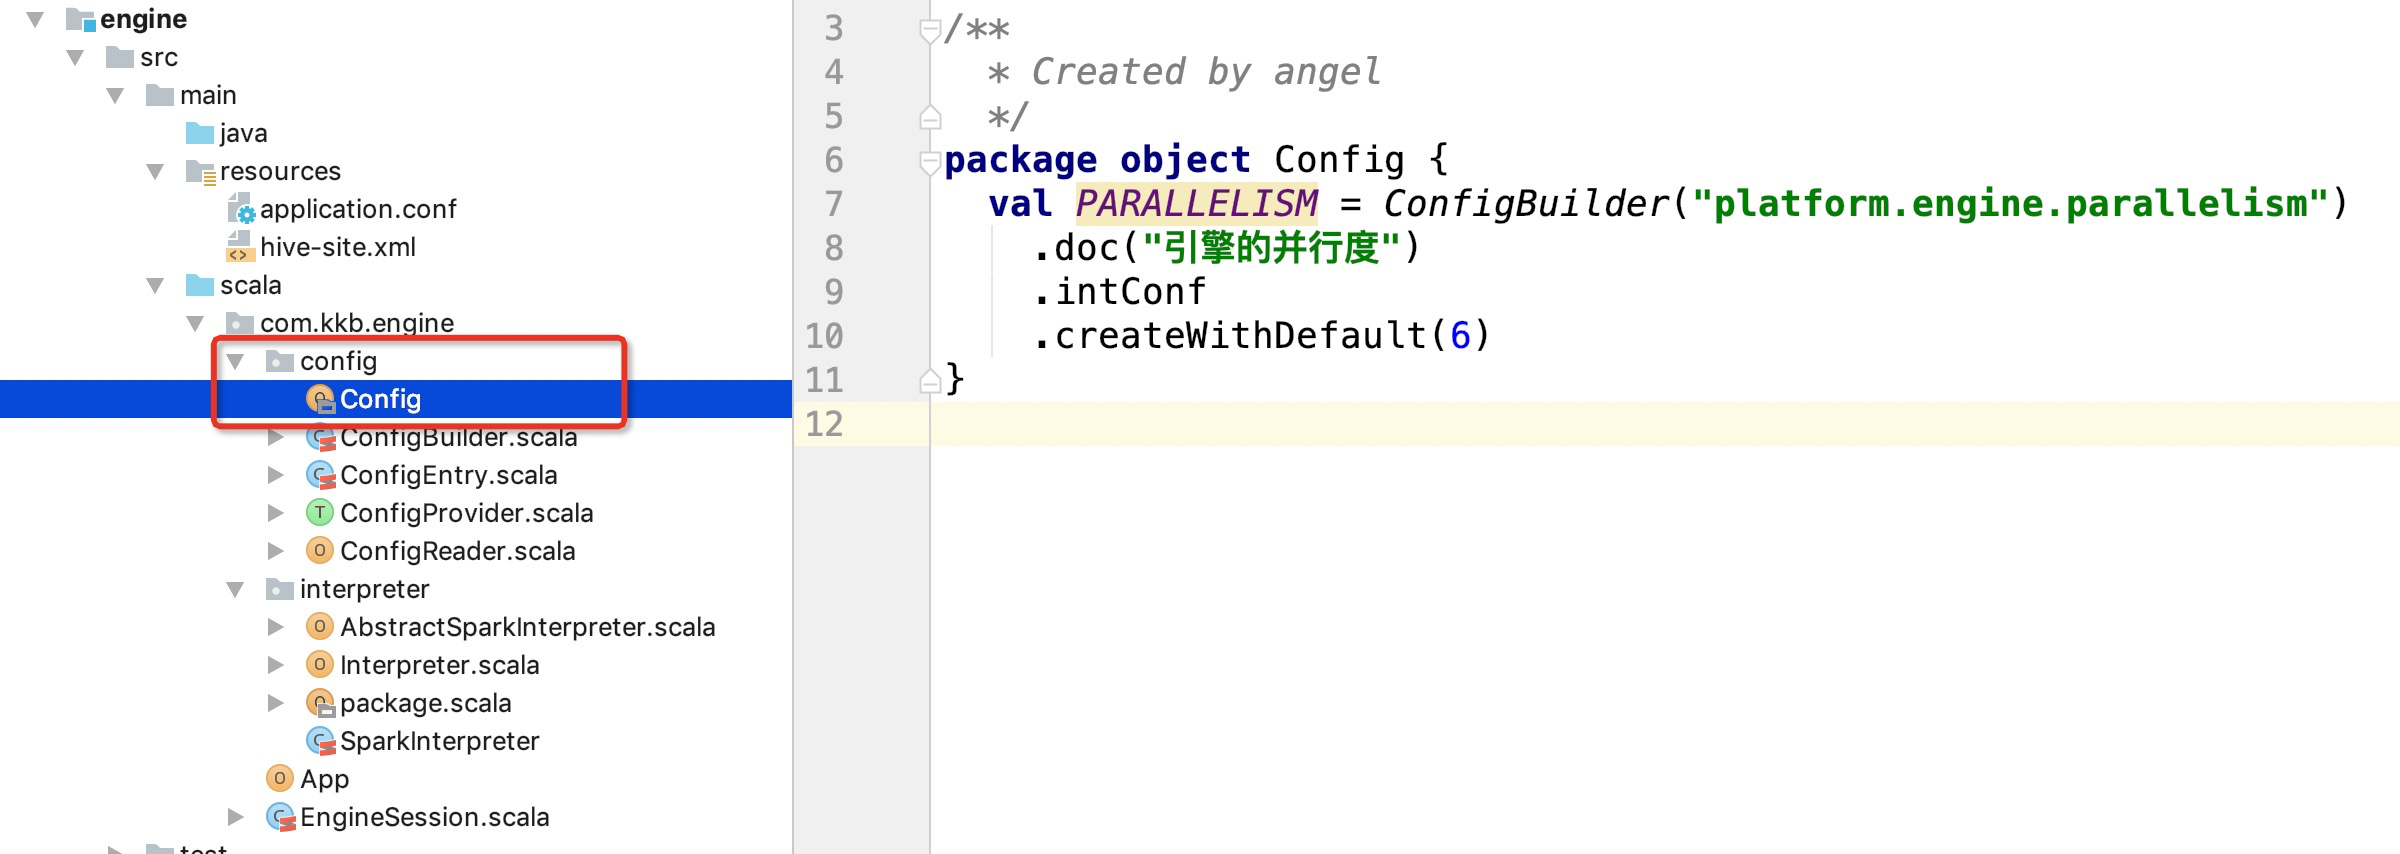 engine
src
main
java
resources
application.conf
hive-site.xml
scala
com.kkb.engine
config
Config
ConfigBuilder.scala
ConfigEntry.scala
ConfigProvider.scala
ConfigReader.scala
interpreter
AbstractSparkInterpreter.scala
Interpreter.scala
package.scala
SparkInterpreter
App
EngineSession.scala
test
3 /**
4 * Created by angel
5 */
6 package object Config {
7 val PARALLELISM = ConfigBuilder("platform.engine.parallelism")
8 .doc("引擎的并行度")
9 .intConf
10 .createWithDefault(6)
11 }
12